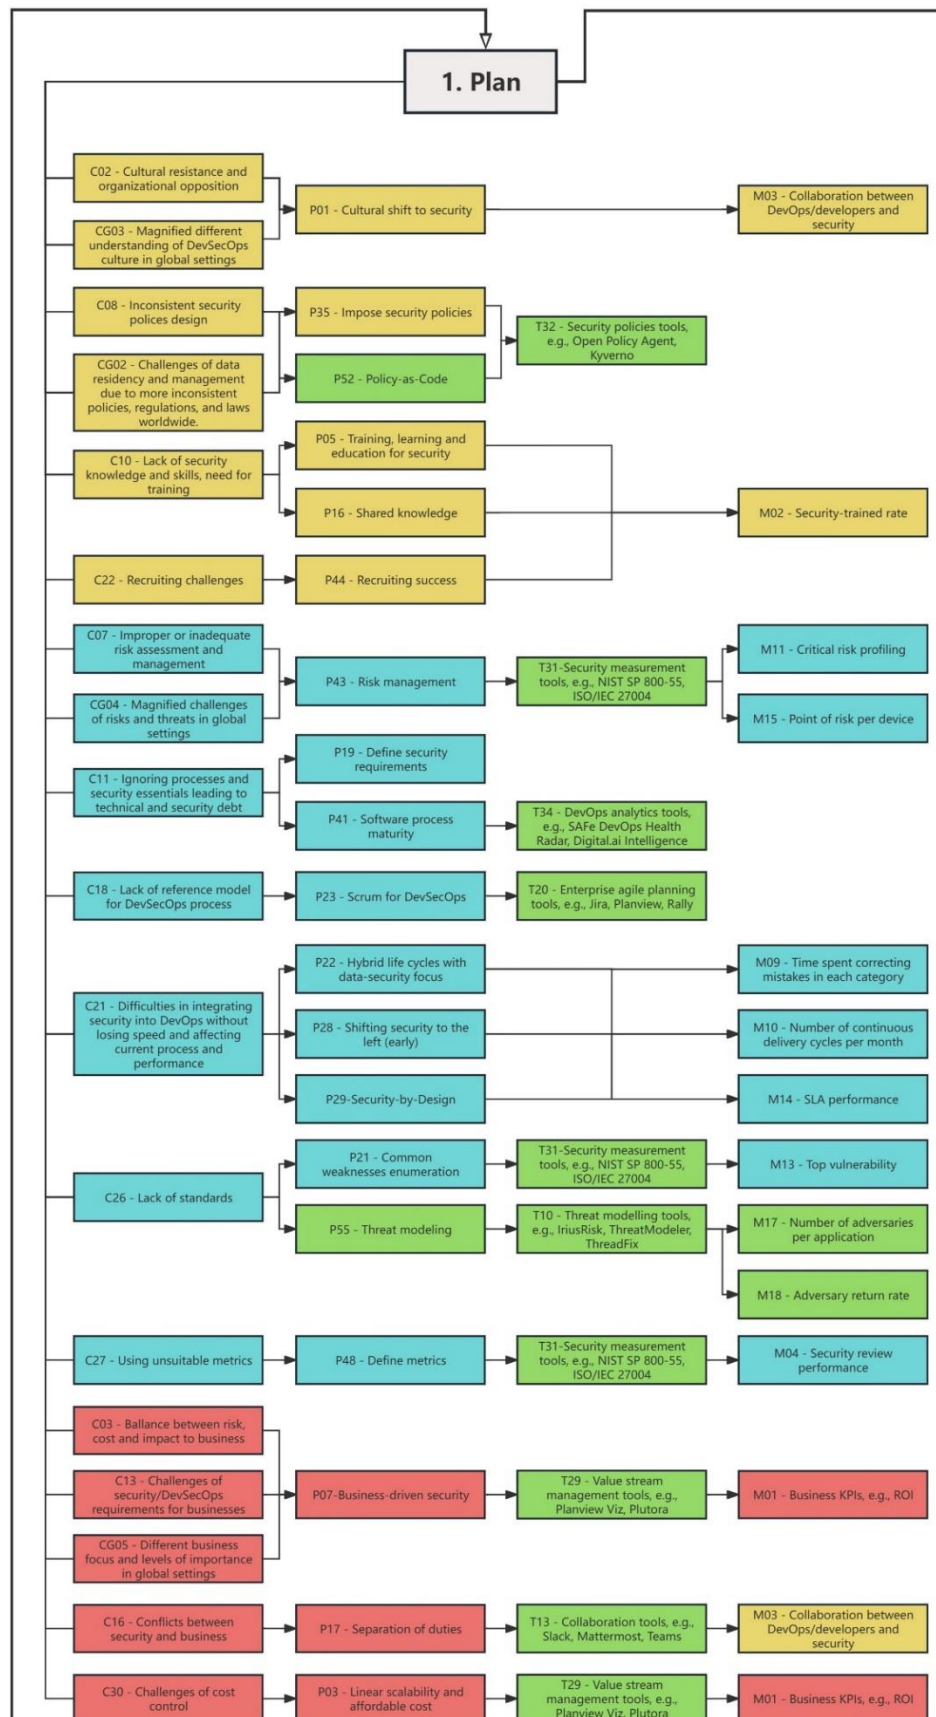 1. Plan
C02 - Cultural resistance and
organizational opposition
P01 - Cultural shift to security
M03 - Collaboration between
DevOps/developers and
security
CG03 - Magnified different
understanding of DevSecOps
culture in global settings
C08 - Inconsistent security
polices design
P35 - Impose security policies
T32 - Security policies tools,
e.g., Open Policy Agent,
Kyverno
CG02 - Challenges of data
residency and management
due to more inconsistent
policies, regulations, and laws
worldwide.
P52 - Policy-as-Code
C10 - Lack of security
knowledge and skills, need for
training
P05 - Training, learning and
education for security
P16 - Shared knowledge
M02 - Security-trained rate
C22 - Recruiting challenges
P44 - Recruiting success
C07 - Improper or inadequate
risk assessment and
management
P43 - Risk management
T31-Security measurement
tools, e.g., NIST SP 800-55,
ISO/IEC 27004
M11 - Critical risk profiling
CG04 - Magnified challenges
of risks and threats in global
settings
M15 - Point of risk per device
C11 - Ignoring processes and
security essentials leading to
technical and security debt
P19 - Define security
requirements
P41 - Software process
maturity
T34 - DevOps analytics tools,
e.g., SAFe DevOps Health
Radar, Digital.ai Intelligence
C18 - Lack of reference model
for DevSecOps process
P23 - Scrum for DevSecOps
T20 - Enterprise agile planning
tools, e.g., Jira, Planview, Rally
C21 - Difficulties in integrating
security into DevOps without
losing speed and affecting
current process and
performance
P22 - Hybrid life cycles with
data-security focus
M09 - Time spent correcting
mistakes in each category
P28 - Shifting security to the
left (early)
M10 - Number of continuous
delivery cycles per month
P29-Security-by-Design
M14 - SLA performance
C26 - Lack of standards
P21 - Common
weaknesses enumeration
T31-Security measurement
tools, e.g., NIST SP 800-55,
ISO/IEC 27004
M13 - Top vulnerability
P55 - Threat modeling
T10 - Threat modelling tools,
e.g., IriusRisk, ThreatModeler,
ThreadFix
M17 - Number of adversaries
per application
M18 - Adversary return rate
C27 - Using unsuitable metrics
P48 - Define metrics
T31-Security measurement
tools, e.g., NIST SP 800-55,
ISO/IEC 27004
M04 - Security review
performance
C03 - Ballance between risk,
cost and impact to business
C13 - Challenges of
security/DevSecOps
requirements for businesses
P07-Business-driven security
T29 - Value stream
management tools, e.g.,
Planview Viz, Plutora
M01 - Business KPIs, e.g., ROI
CG05 - Different business
focus and levels of importance
in global settings
C16 - Conflicts between
security and business
P17 - Separation of duties
T13 - Collaboration tools, e.g.,
Slack, Mattermost, Teams
M03 - Collaboration between
DevOps/developers and
security
C30 - Challenges of cost
control
P03 - Linear scalability and
affordable cost
T29 - Value stream
management tools, e.g.,
Planview Viz, Plutora
M01 - Business KPIs, e.g., ROI